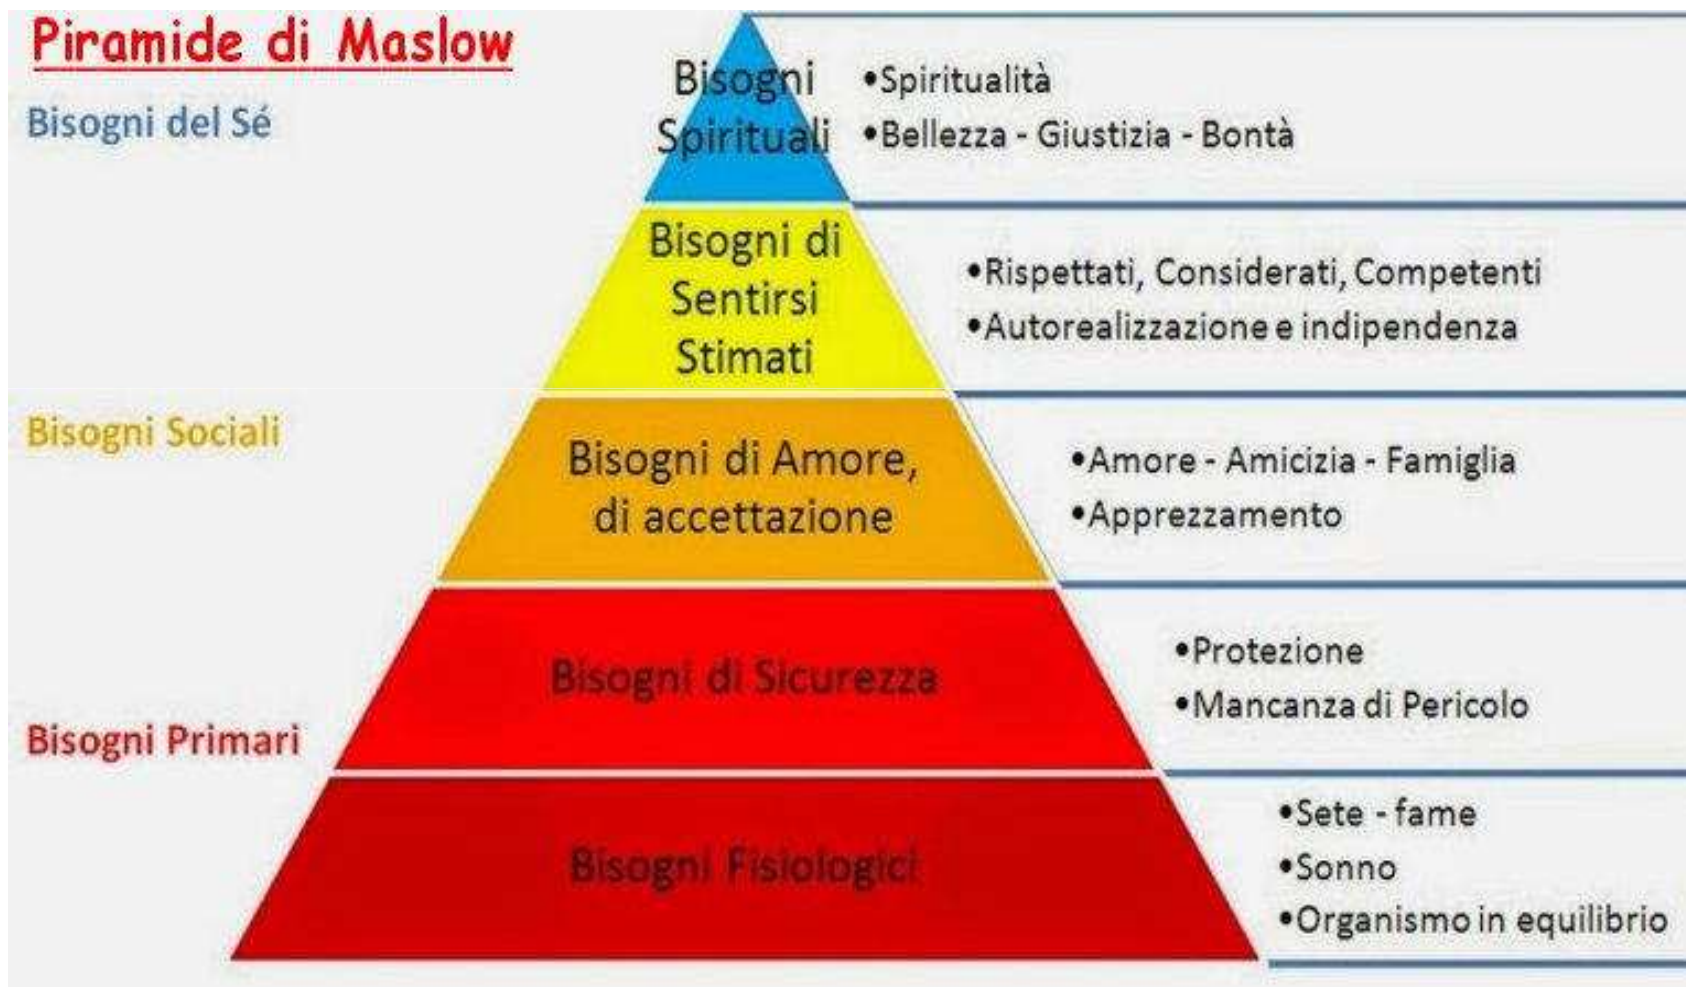 Piramide di Maslow
Bisogni del Sé
Bisogni
Spirituali
•Spiritualità
•Bellezza - Giustizia - Bontà
Bisogni di
Sentirsi
Stimati
•Rispettati, Considerati, Competenti
•Autorealizzazione e indipendenza
Bisogni Sociali
Bisogni di Amore,
di accettazione
•Amore - Amicizia - Famiglia
•Apprezzamento
Bisogni di Sicurezza
•Protezione
•Mancanza di Pericolo
Bisogni Primari
Bisogni Fisiologici
•Sete - fame
•Sonno
•Organismo in equilibrio